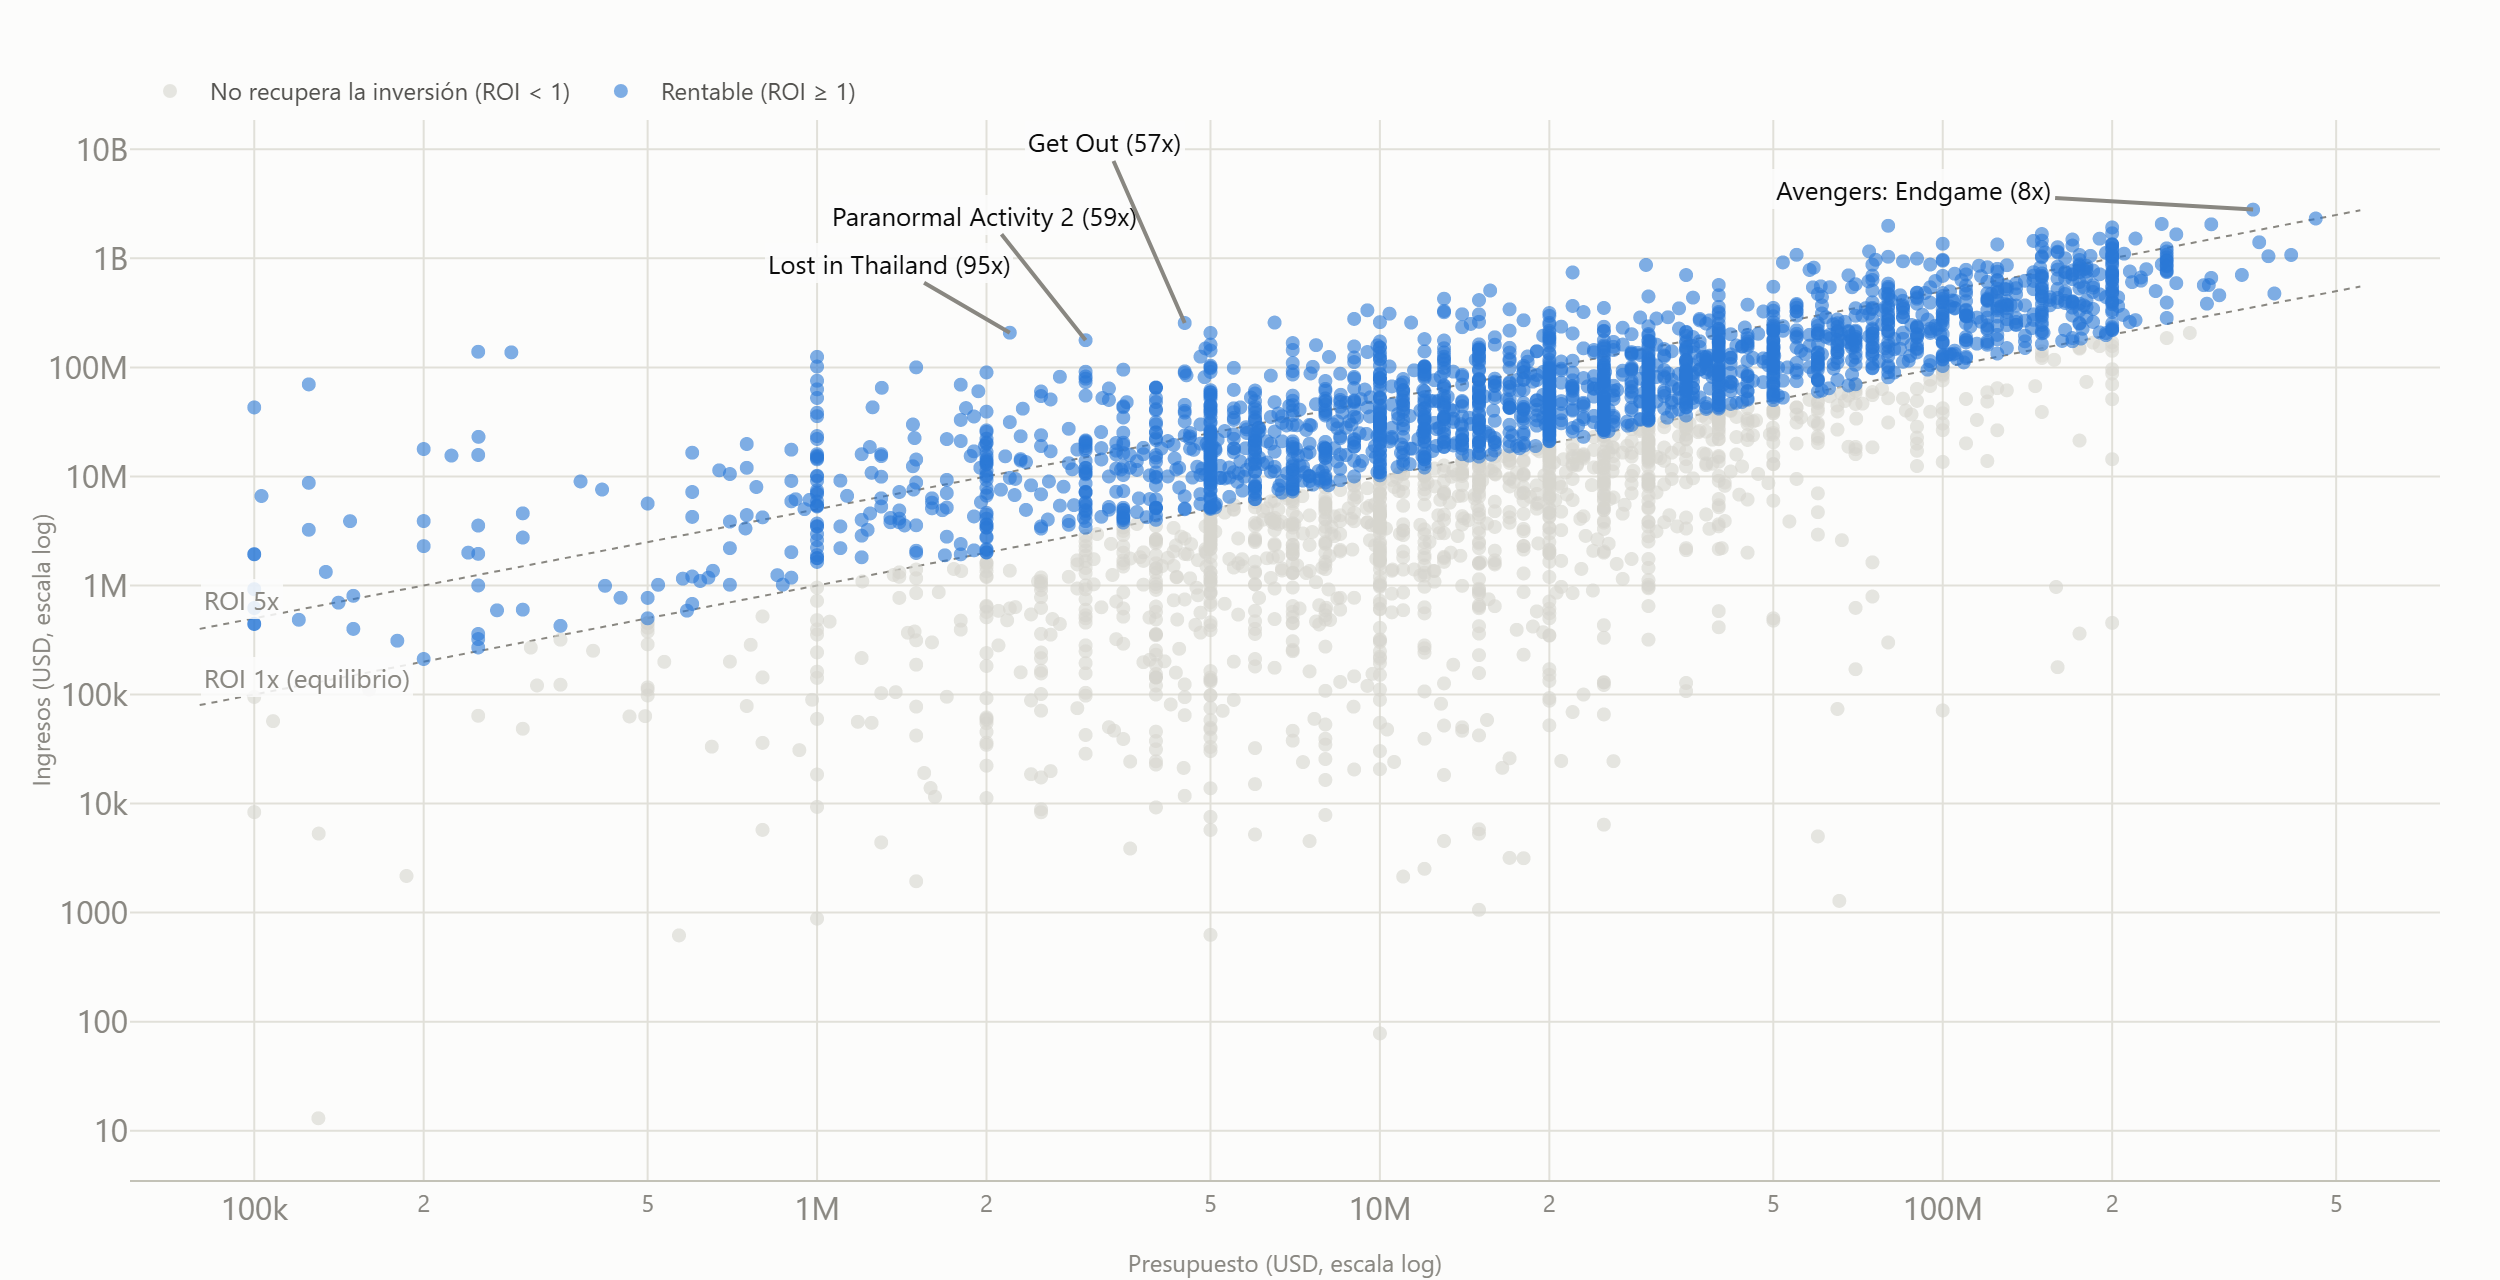 No recupera la inversión (ROI < 1)
Rentable (ROI ≥ 1)
Get Out (57x)
Avengers: Endgame (8x)
Paranormal Activity 2 (59x)
Lost in Thailand (95x)
ROI 5x
ROI 1x (equilibrio)
Ingresos (USD, escala log)
10B
1B
100M
10M
1M
100k
10k
1000
100
10
100k
2
5
1M
2
5
10M
2
5
100M
2
5
Presupuesto (USD, escala log)